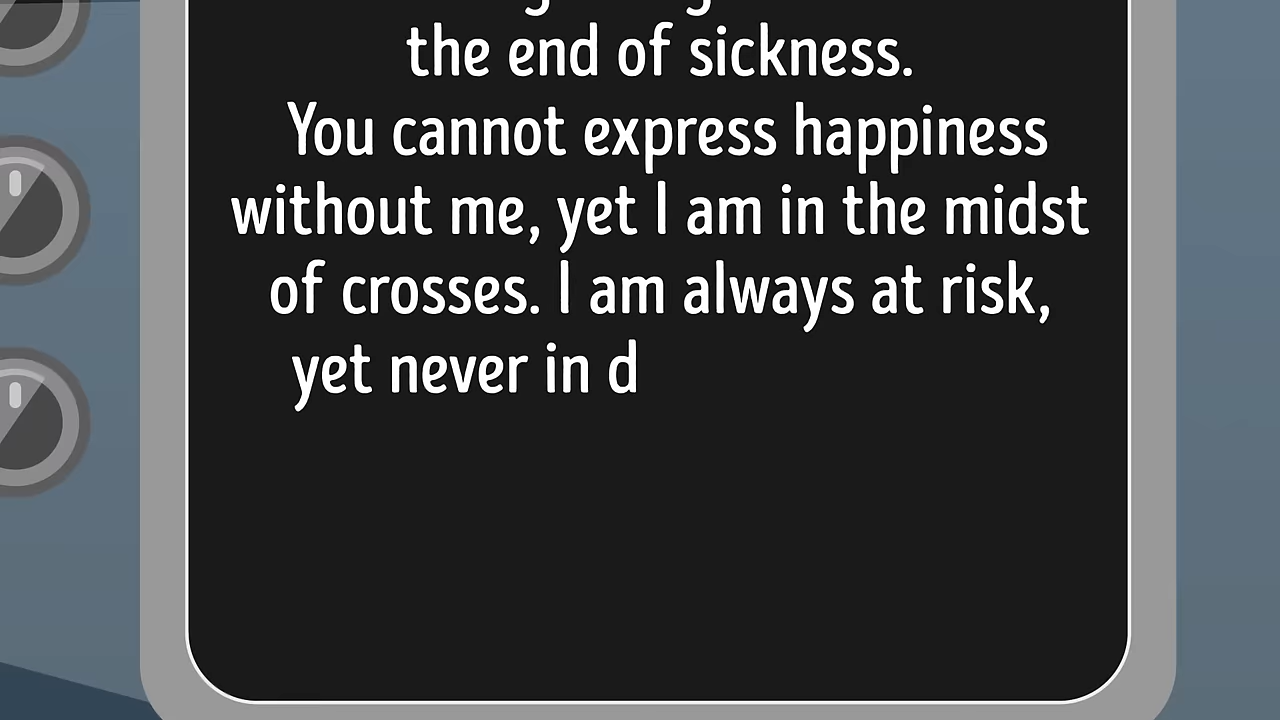 the end of sickness.
You cannot express happiness
without me, yet I am in the midst
of crosses. I am always at risk,
yet never in d